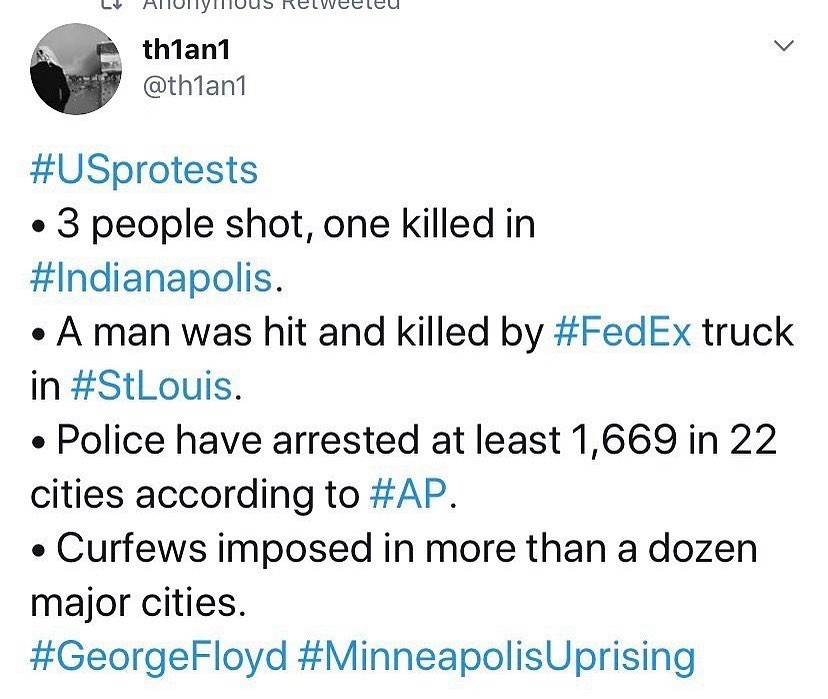 Anonymous Retweeted
th1an1
@th1an1
#USprotests
• 3 people shot, one killed in
#Indianapolis.
• A man was hit and killed by #FedEx truck
in #StLouis.
• Police have arrested at least 1,669 in 22
cities according to #AP.
• Curfews imposed in more than a dozen
major cities.
#GeorgeFloyd #MinneapolisUprising